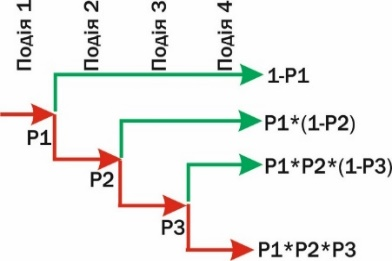 Подія 1
Подія 2
Подія 3
Подія 4
1-P1
P1
P1*(1-P2)
P2
P1*P2*(1-P3)
P3
P1*P2*P3